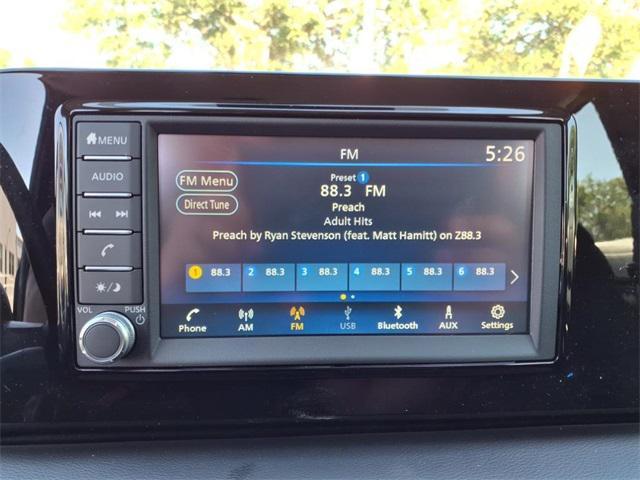 MENU
AUDIO
VOL PUSH
FM 5:26
FM Menu
Direct Tune
Preset 1
88.3 FM
Preach
Adult Hits
Preach by Ryan Stevenson (feat. Matt Hamitt) on Z88.3
1 88.3 2 88.3 3 88.3 4 88.3 5 88.3 6 88.3
Phone AM FM USB Bluetooth AUX Settings